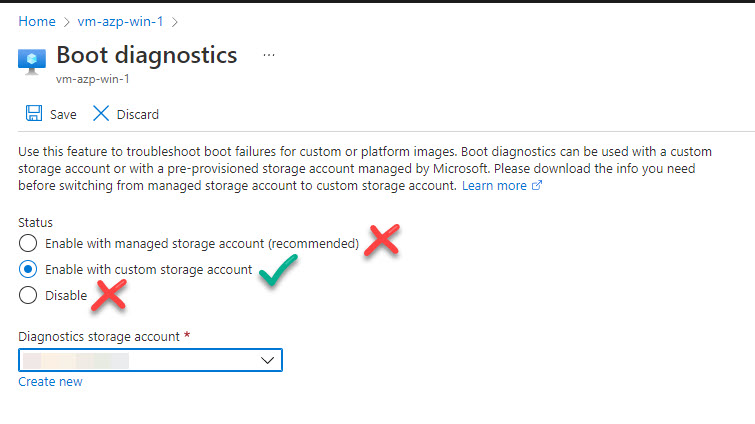 Home > vm-azp-win-1 >
Boot diagnostics ...
vm-azp-win-1
Save Discard
Use this feature to troubleshoot boot failures for custom or platform images. Boot diagnostics can be used with a custom
storage account or with a pre-provisioned storage account managed by Microsoft. Please download the info you need
before switching from managed storage account to custom storage account. Learn more
Status
Enable with managed storage account (recommended)
Enable with custom storage account
Disable
Diagnostics storage account *
Create new